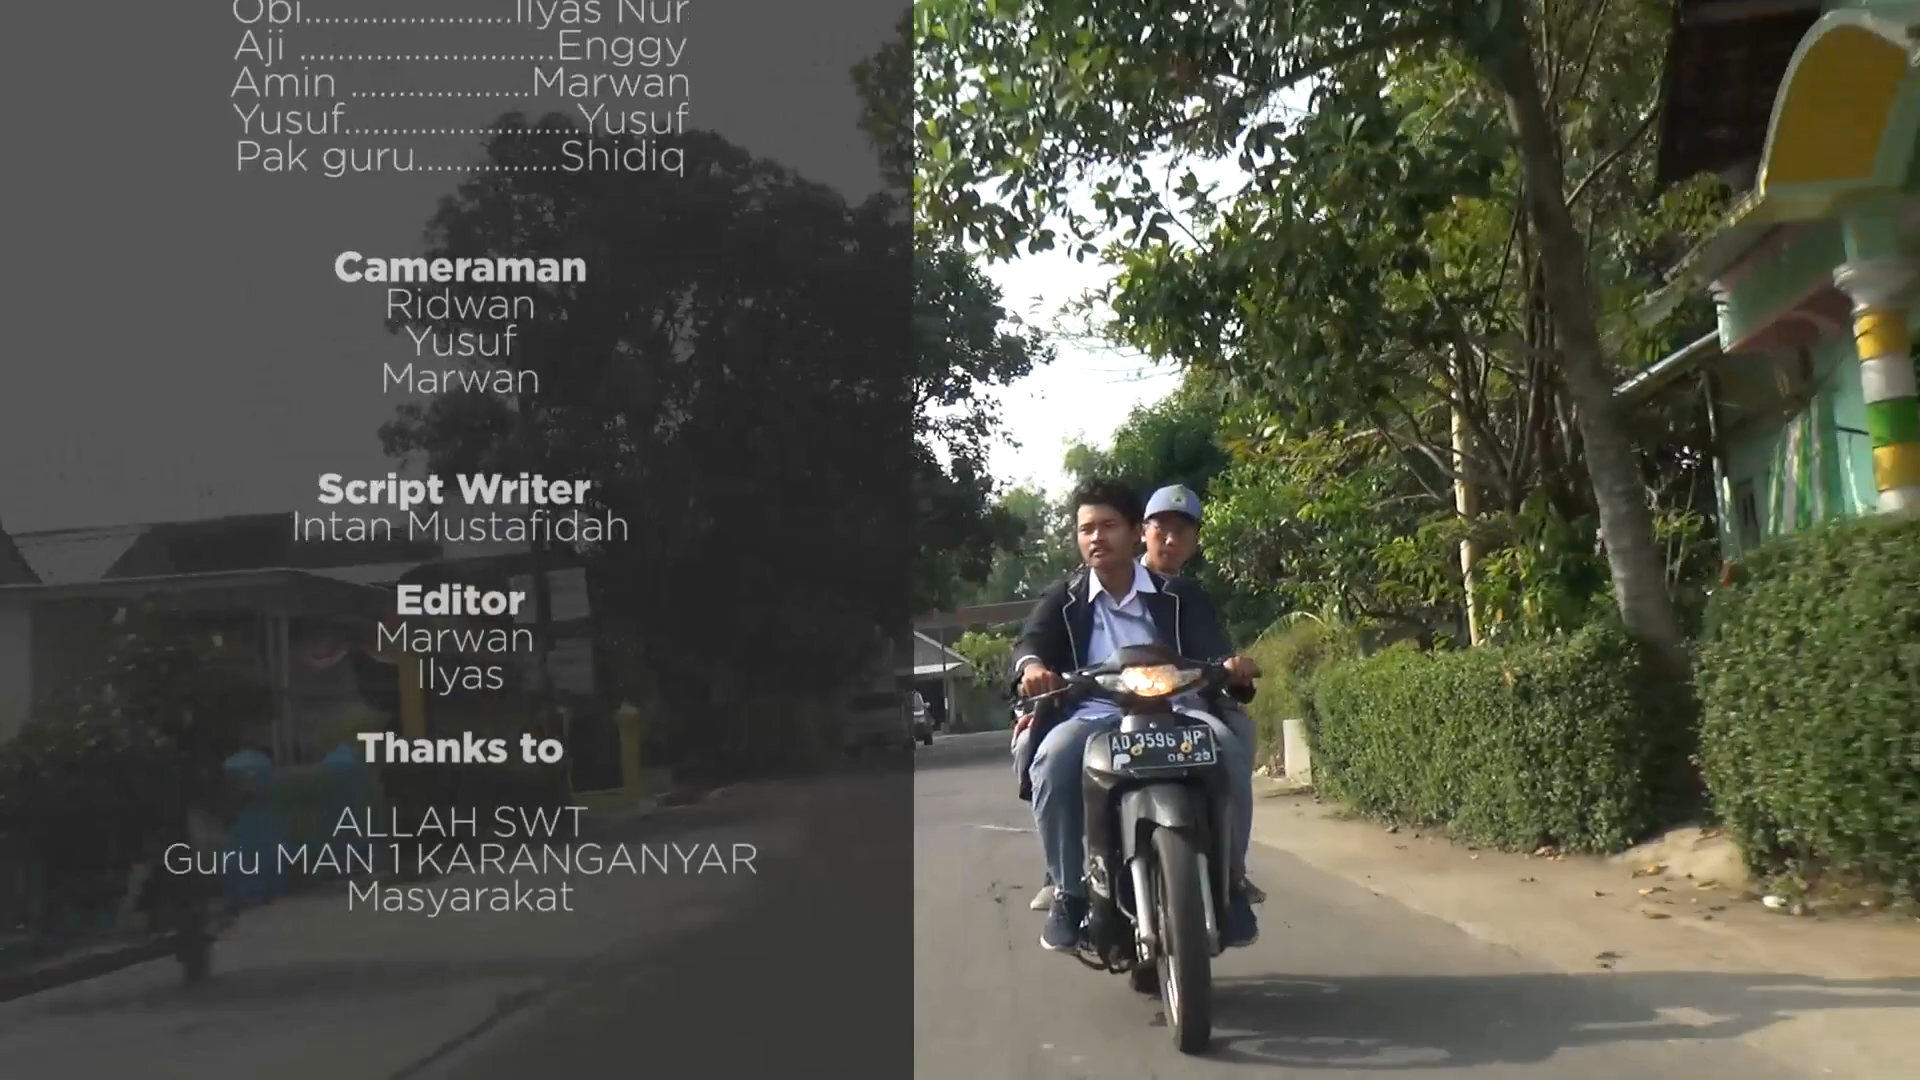 Obi......................Ilyas Nur
Aji ...........................Enggy
Amin ...................Marwan
Yusuf.........................Yusuf
Pak guru...............Shidiq
Cameraman
Ridwan
Yusuf
Marwan
Script Writer
Intan Mustafidah
Editor
Marwan
Ilyas
Thanks to
ALLAH SWT
Guru MAN 1 KARANGANYAR
Masyarakat
AD 3596 NP
08-23